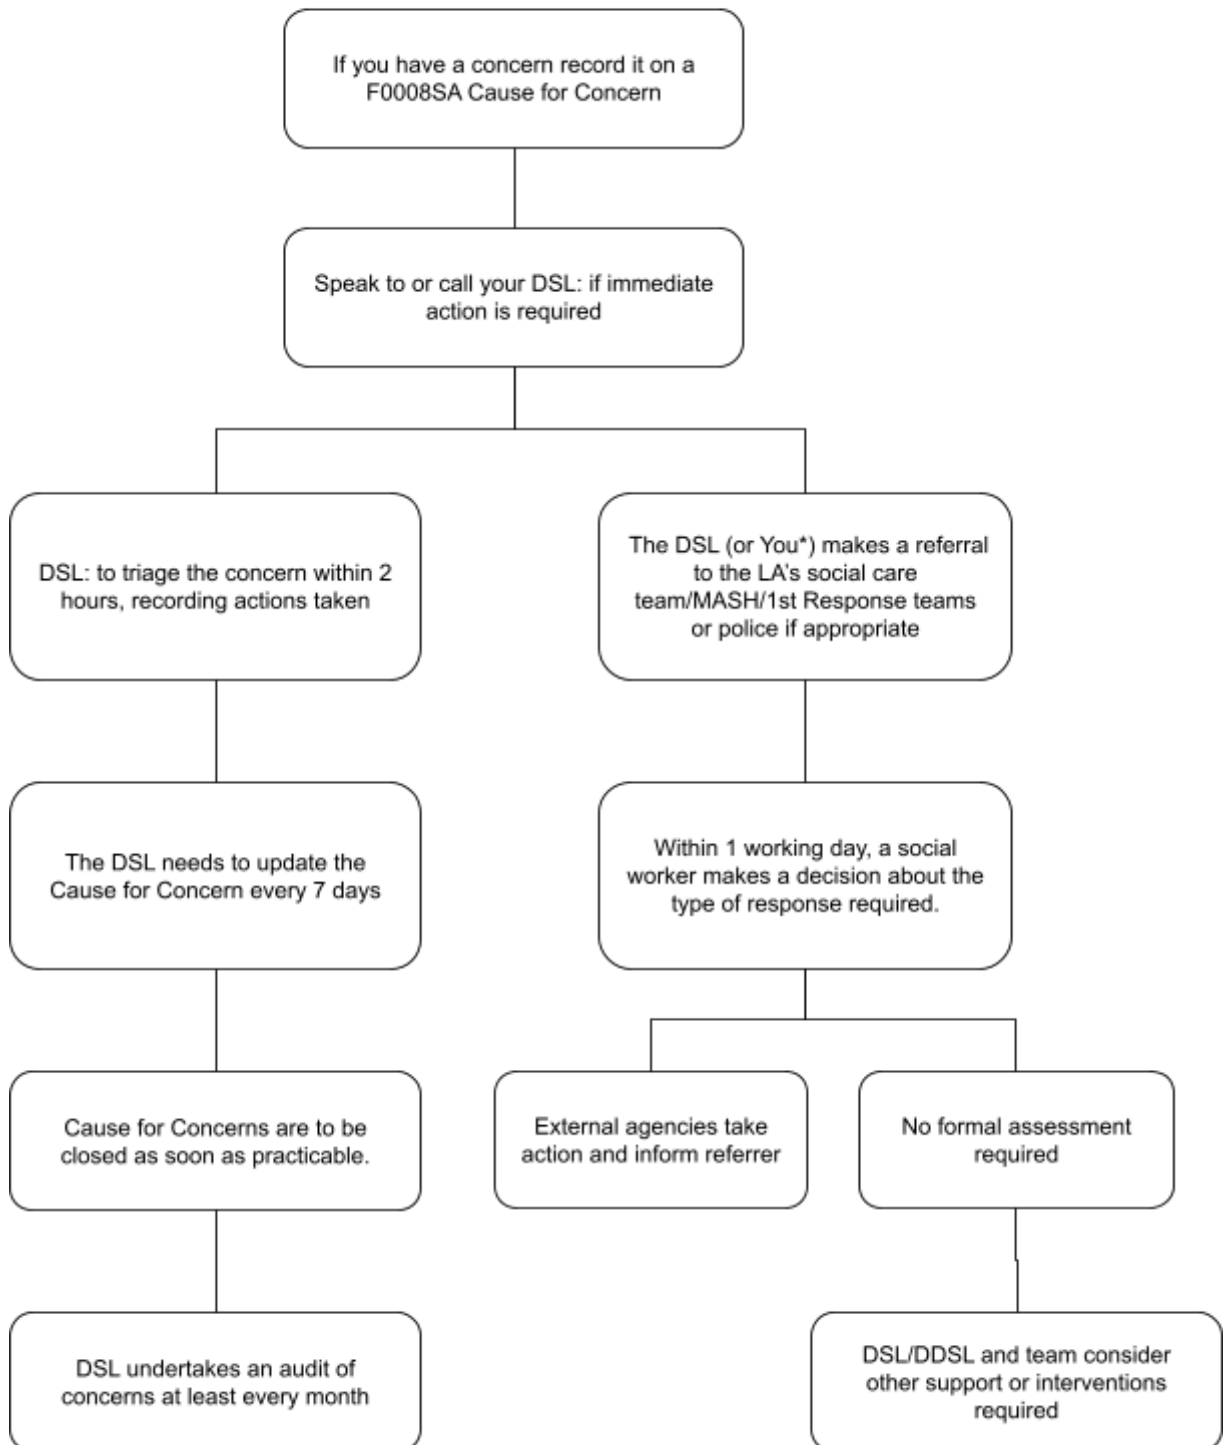 If you have a concern record it on a
F0008SA Cause for Concern
Speak to or call your DSL: if immediate
action is required
DSL: to triage the concern within 2
hours, recording actions taken
The DSL (or You*) makes a referral
to the LA's social care
team/MASH/1st Response teams
or police if appropriate
The DSL needs to update the
Cause for Concern every 7 days
Within 1 working day, a social
worker makes a decision about the
type of response required.
Cause for Concerns are to be
closed as soon as practicable.
External agencies take
action and inform referrer
No formal assessment
required
DSL undertakes an audit of
concerns at least every month
DSL/DDSL and team consider
other support or interventions
required